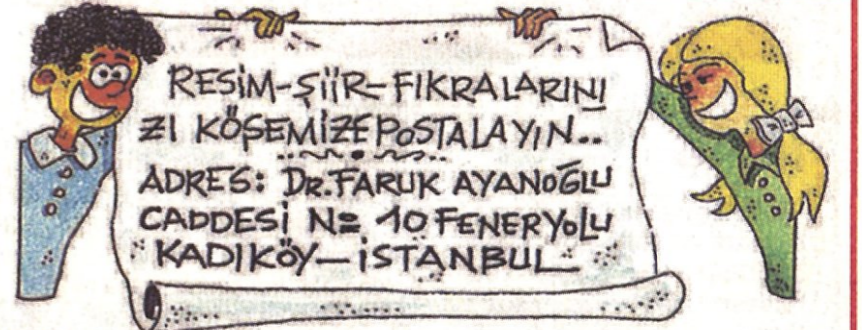 RESİM-ŞİİR-FIKRALARINI
ZI KÖŞEMİZE POSTALAYIN..
ADRES: DR. FARUK AYANOĞLU
CADDESİ No 10 FENERYOLU
KADIKÖY-İSTANBUL